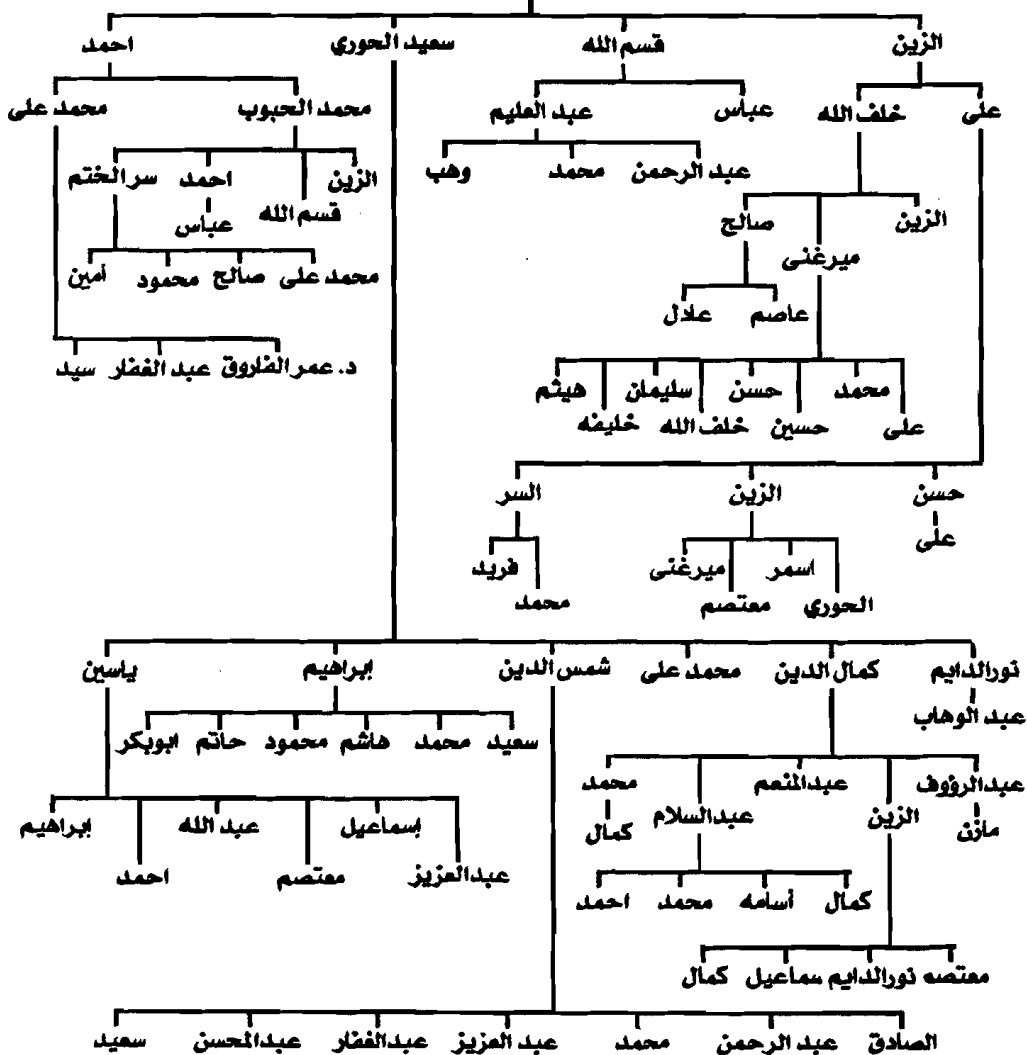 الزين قسم الله سعيد الحوري احمد
على خلف الله عباس عبد العليم محمد الحبوب محمد على
عبد الرحمن محمد وهب الزين قسم الله احمد سر الختم
عباس
الزين ميرغنى صالح
محمد على صالح محمود أمين
عاصم عادل
د. عمر الفاروق عبد الغفار سيد
على محمد حسين حسن خلف الله سليمان خليفه هيثم
حسن الزين السر
على
الحوري اسمر معتصم ميرغنى محمد فريد
نورالدايم كمال الدين محمد على شمس الدين إبراهيم ياسين
عبد الوهاب
سعيد محمد هاشم محمود حاتم ابوبكر
عبدالرؤوف الزين عبدالمنعم عبدالسلام محمد
مازن كمال
عبدالعزيز إسماعيل معتصم عبد الله احمد إبراهيم
كمال أسامه محمد احمد
معتصه نورالدايم سماعيل كمال
الصادق عبد الرحمن محمد عبد العزيز عبدالغفار عبدالمحسن سعيد